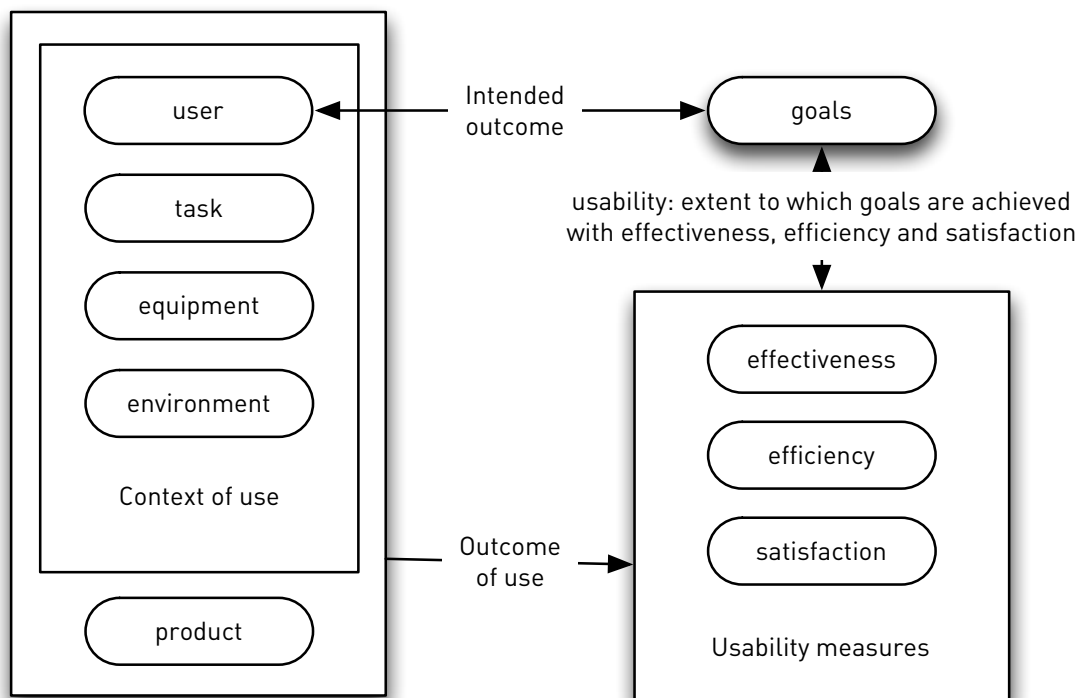 user
task
equipment
environment
Context of use
product
Intended
outcome
goals
usability: extent to which goals are achieved
with effectiveness, efficiency and satisfaction
Outcome
of use
effectiveness
efficiency
satisfaction
Usability measures